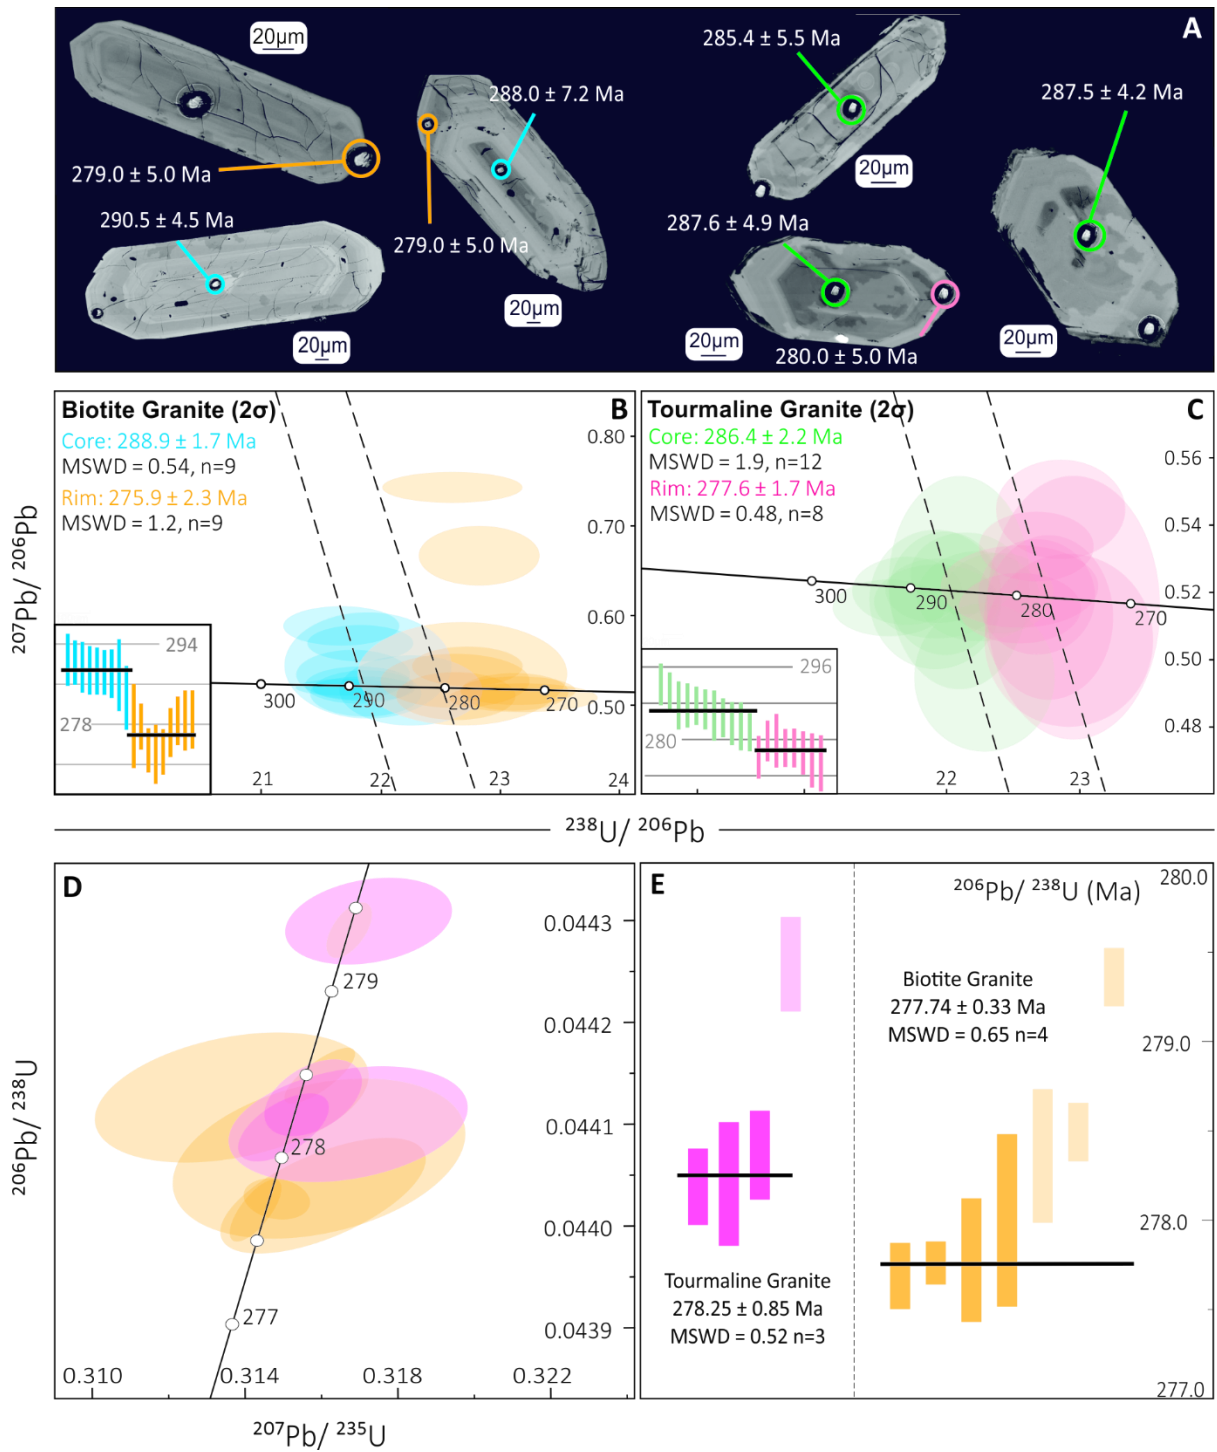 A
20µm
279.0 ± 5.0 Ma
288.0 ± 7.2 Ma
279.0 ± 5.0 Ma
20µm
290.5 ± 4.5 Ma
20µm
285.4 ± 5.5 Ma
20µm
287.5 ± 4.2 Ma
20µm
287.6 ± 4.9 Ma
280.0 ± 5.0 Ma
20µm
B
Biotite Granite (2σ)
Core: 288.9 ± 1.7 Ma
MSWD = 0.54, n=9
Rim: 275.9 ± 2.3 Ma
MSWD = 1.2, n=9
0.80
0.70
0.60
0.50
300
290
280
270
294
278
21
22
23
24
C
Tourmaline Granite (2σ)
Core: 286.4 ± 2.2 Ma
MSWD = 1.9, n=12
Rim: 277.6 ± 1.7 Ma
MSWD = 0.48, n=8
0.56
0.54
0.52
0.50
0.48
300
290
280
270
296
280
22
23
207Pb/ 206Pb
238U/ 206Pb
D
0.0443
0.0442
0.0441
0.0440
0.0439
279
278
277
0.310
0.314
0.318
0.322
206Pb/ 238U
207Pb/ 235U
E
206Pb/ 238U (Ma)
280.0
279.0
278.0
277.0
Biotite Granite
277.74 ± 0.33 Ma
MSWD = 0.65 n=4
Tourmaline Granite
278.25 ± 0.85 Ma
MSWD = 0.52 n=3